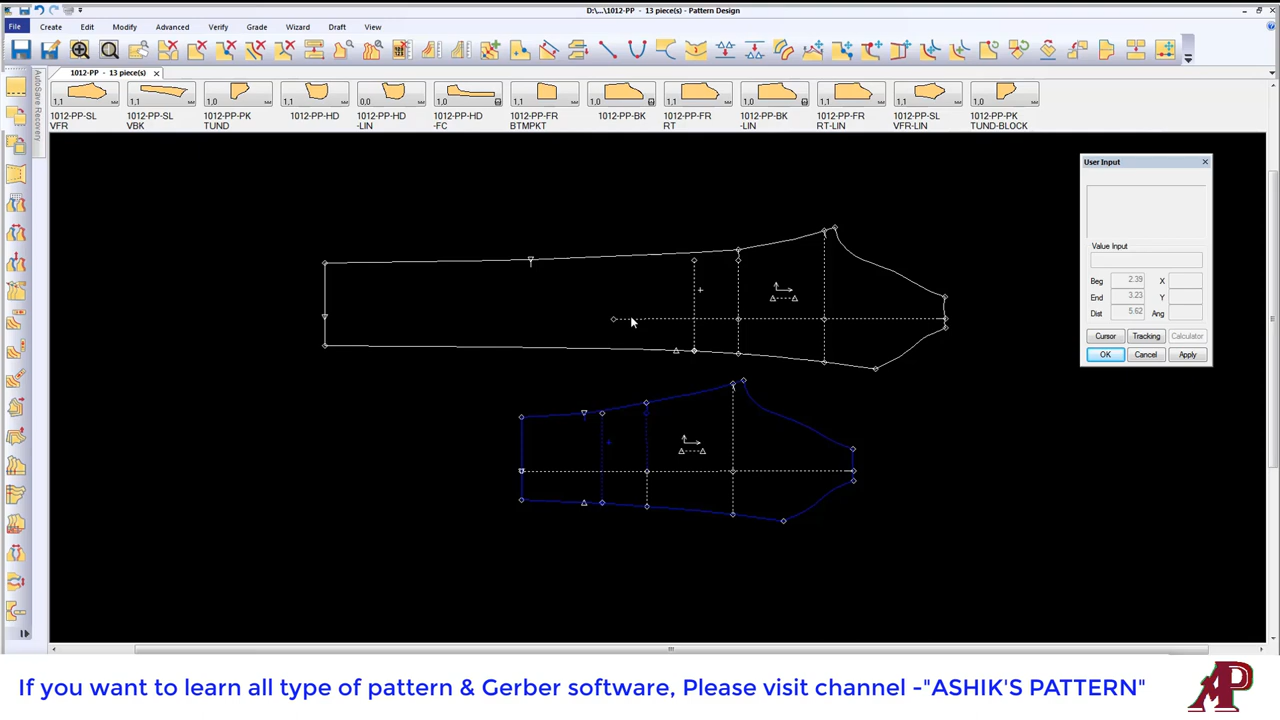 D:\...\1012-PP - 13 piece(s) - Pattern Design
File Create Edit Modify Advanced Verify Grade Wizard Draft View
1012-PP - 13 piece(s)
AutoSave Recovery
1,1 1,1 1,0 1,1 0,0 1,0 1,1 1,0 1,1 1,0 1,1 1,1 1,0
1012-PP-SL 1012-PP-SL 1012-PP-PK 1012-PP-HD 1012-PP-HD 1012-PP-HD 1012-PP-FR 1012-PP-BK 1012-PP-FR 1012-PP-BK 1012-PP-FR 1012-PP-SL 1012-PP-PK
VFR VBK TUND -LIN -FC BTMPKT RT -LIN RT-LIN VFR-LIN TUND-BLOCK
User Input
Value Input
Beg 2.39 X
End 3.23 Y
Dist 5.62 Ang
Cursor Tracking Calculator
OK Cancel Apply
If you want to learn all type of pattern & Gerber software, Please visit channel -"ASHIK'S PATTERN"
AP